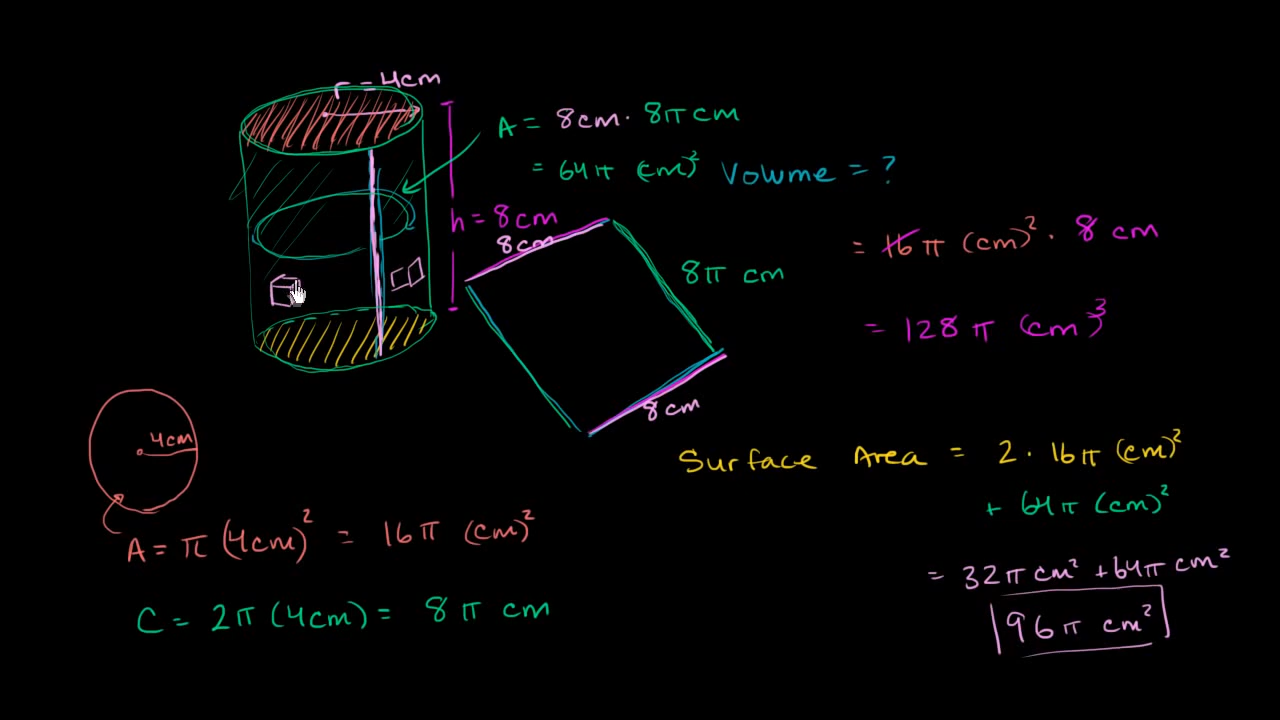 r = 4cm
A = 8cm · 8π cm
= 64π (cm)²
Volume = ?
h = 8cm
8cm
8π cm
8cm
= 16π (cm)² · 8 cm
= 128π (cm)³
4cm
A = π (4cm)² = 16π (cm)²
C = 2π (4cm) = 8π cm
Surface Area = 2 · 16π (cm)²
+ 64π (cm)²
= 32π cm² + 64π cm²
96π cm²